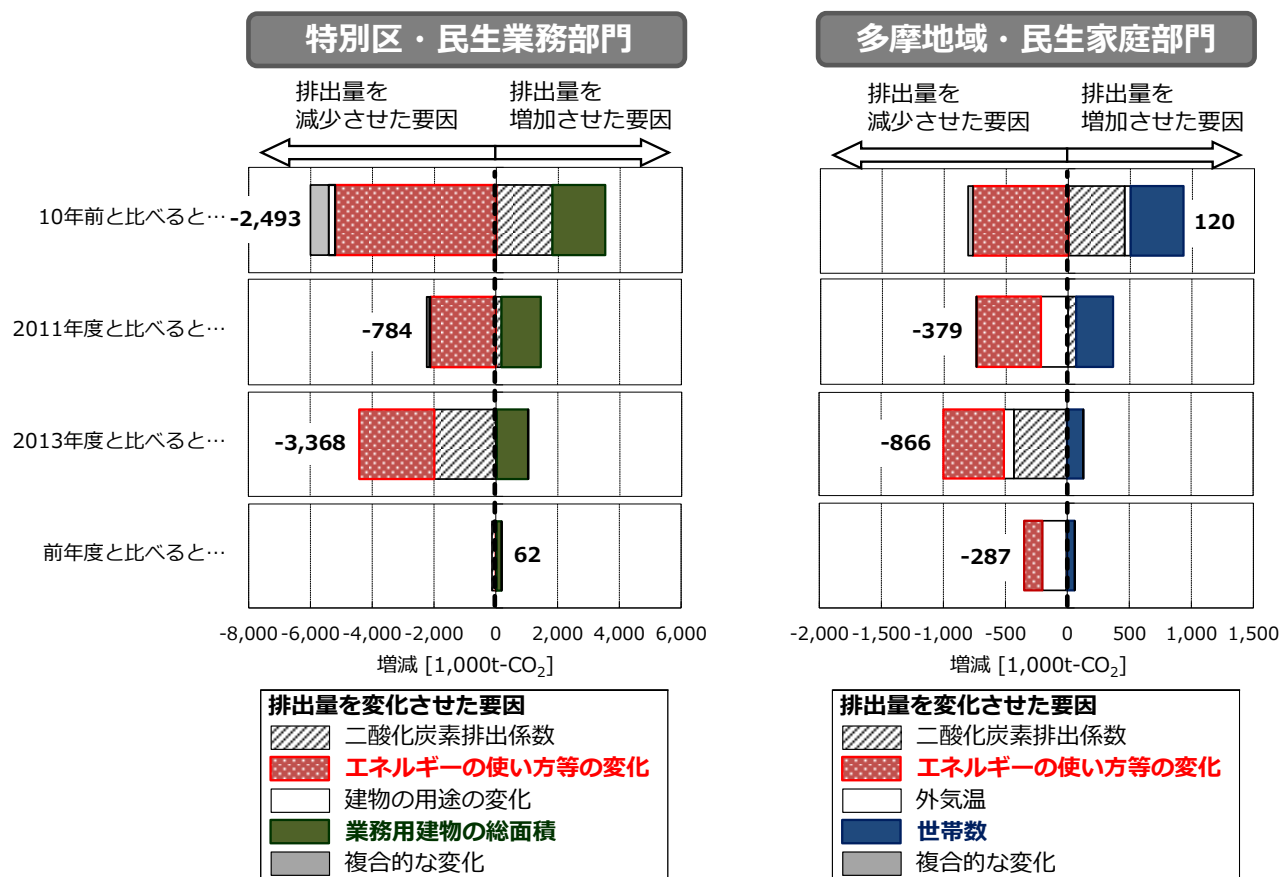 特別区・民生業務部門
排出量を
減少させた要因
排出量を
増加させた要因
10年前と比べると…
-2,493
2011年度と比べると…
-784
2013年度と比べると…
-3,368
前年度と比べると…
62
-8,000 -6,000 -4,000 -2,000 0 2,000 4,000 6,000
増減 [1,000t-CO₂]
排出量を変化させた要因
二酸化炭素排出係数
エネルギーの使い方等の変化
建物の用途の変化
業務用建物の総面積
複合的な変化
多摩地域・民生家庭部門
排出量を
減少させた要因
排出量を
増加させた要因
120
-379
-866
-287
-2,000 -1,500 -1,000 -500 0 500 1,000 1,500
増減 [1,000t-CO₂]
排出量を変化させた要因
二酸化炭素排出係数
エネルギーの使い方等の変化
外気温
世帯数
複合的な変化